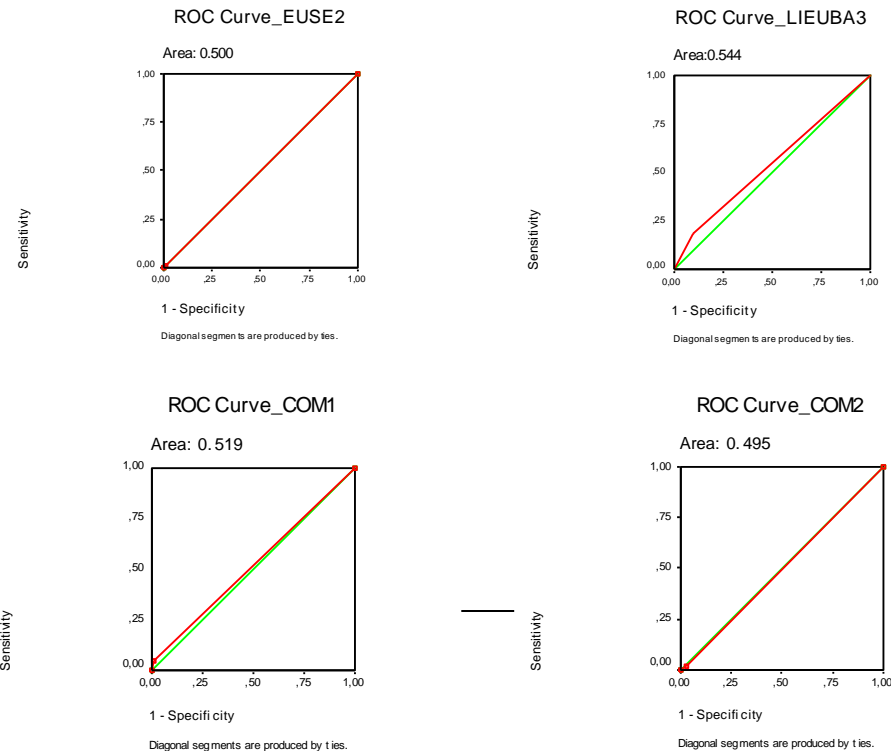 ROC Curve_EUSE2
Area: 0.500
1,00
,75
,50
,25
0,00
0,00 ,25 ,50 ,75 1,00
Sensitivity
1 - Specificity
Diagonal segments are produced by ties.
ROC Curve_LIEUBA3
Area:0.544
1,00
,75
,50
,25
0,00
0,00 ,25 ,50 ,75 1,00
Sensitivity
1 - Specificity
Diagonal segments are produced by ties.
ROC Curve_COM1
Area: 0.519
1,00
,75
,50
,25
0,00
0,00 ,25 ,50 ,75 1,00
Sensitivity
1 - Specificity
Diagonal segments are produced by ties.
ROC Curve_COM2
Area: 0.495
1,00
,75
,50
,25
0,00
0,00 ,25 ,50 ,75 1,00
Sensitivity
1 - Specificity
Diagonal segments are produced by ties.